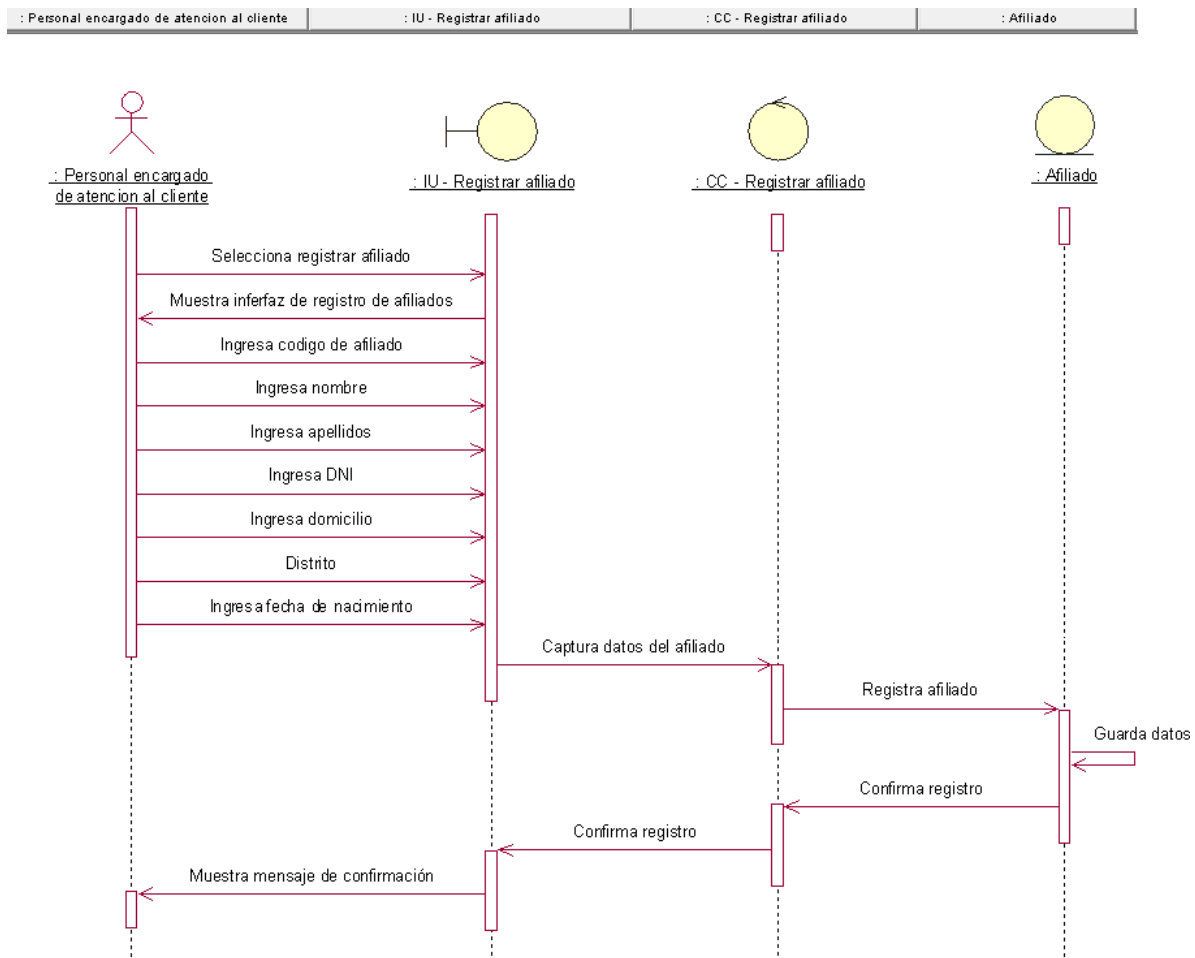 : Personal encargado de atencion al cliente
: IU - Registrar afiliado
: CC - Registrar afiliado
: Afiliado
: Personal encargado
de atencion al cliente
: IU - Registrar afiliado
: CC - Registrar afiliado
: Afiliado
Selecciona registrar afiliado
Muestra inferfaz de registro de afiliados
Ingresa codigo de afiliado
Ingresa nombre
Ingresa apellidos
Ingresa DNI
Ingresa domicilio
Distrito
Ingresa fecha de nacimiento
Captura datos del afiliado
Registra afiliado
Guarda datos
Confirma registro
Confirma registro
Muestra mensaje de confirmación